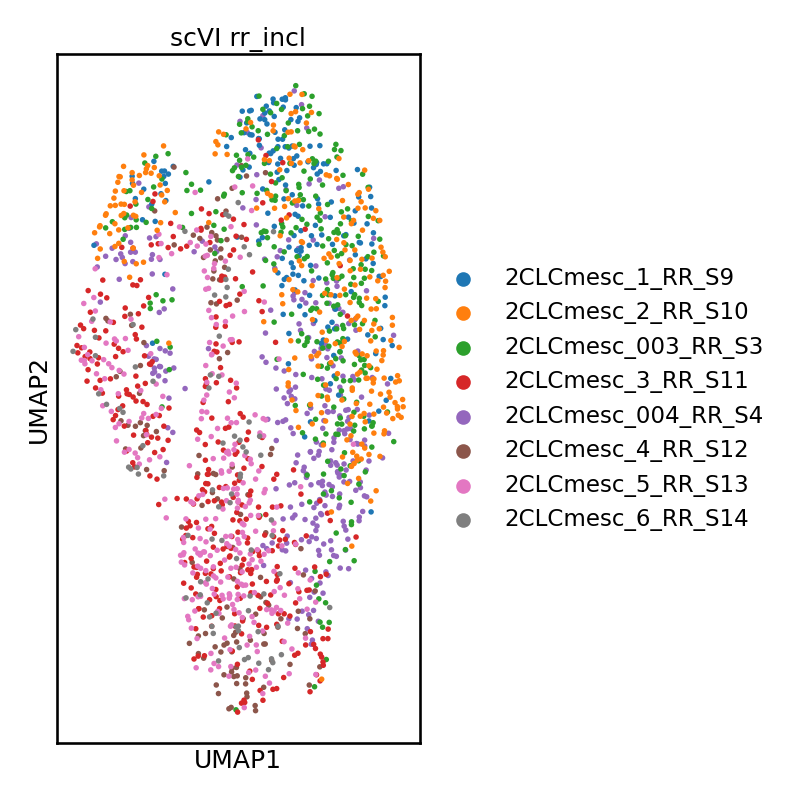 scVI rr_incl
UMAP2
UMAP1
2CLCmesc_1_RR_S9
2CLCmesc_2_RR_S10
2CLCmesc_003_RR_S3
2CLCmesc_3_RR_S11
2CLCmesc_004_RR_S4
2CLCmesc_4_RR_S12
2CLCmesc_5_RR_S13
2CLCmesc_6_RR_S14